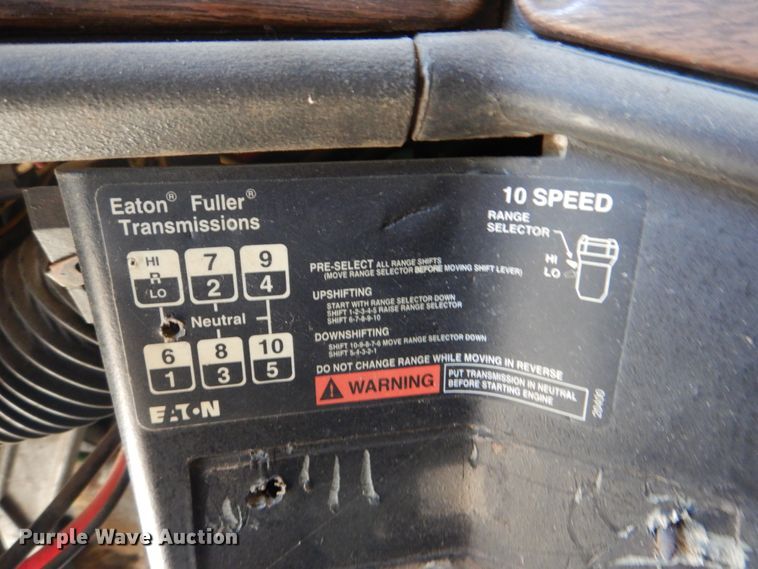 Eaton® Fuller®
Transmissions
10 SPEED
RANGE
SELECTOR
HI
LO
HI
R
LO
7
2
9
4
Neutral
6
1
8
3
10
5
EATON
PRE-SELECT ALL RANGE SHIFTS
(MOVE RANGE SELECTOR BEFORE MOVING SHIFT LEVER)
UPSHIFTING
START WITH RANGE SELECTOR DOWN
SHIFT 1-2-3-4-5 RAISE RANGE SELECTOR
SHIFT 6-7-8-9-10
DOWNSHIFTING
SHIFT 10-9-8-7-6 MOVE RANGE SELECTOR DOWN
SHIFT 5-4-3-2-1
DO NOT CHANGE RANGE WHILE MOVING IN REVERSE
WARNING
PUT TRANSMISSION IN NEUTRAL
BEFORE STARTING ENGINE
Purple Wave Auction